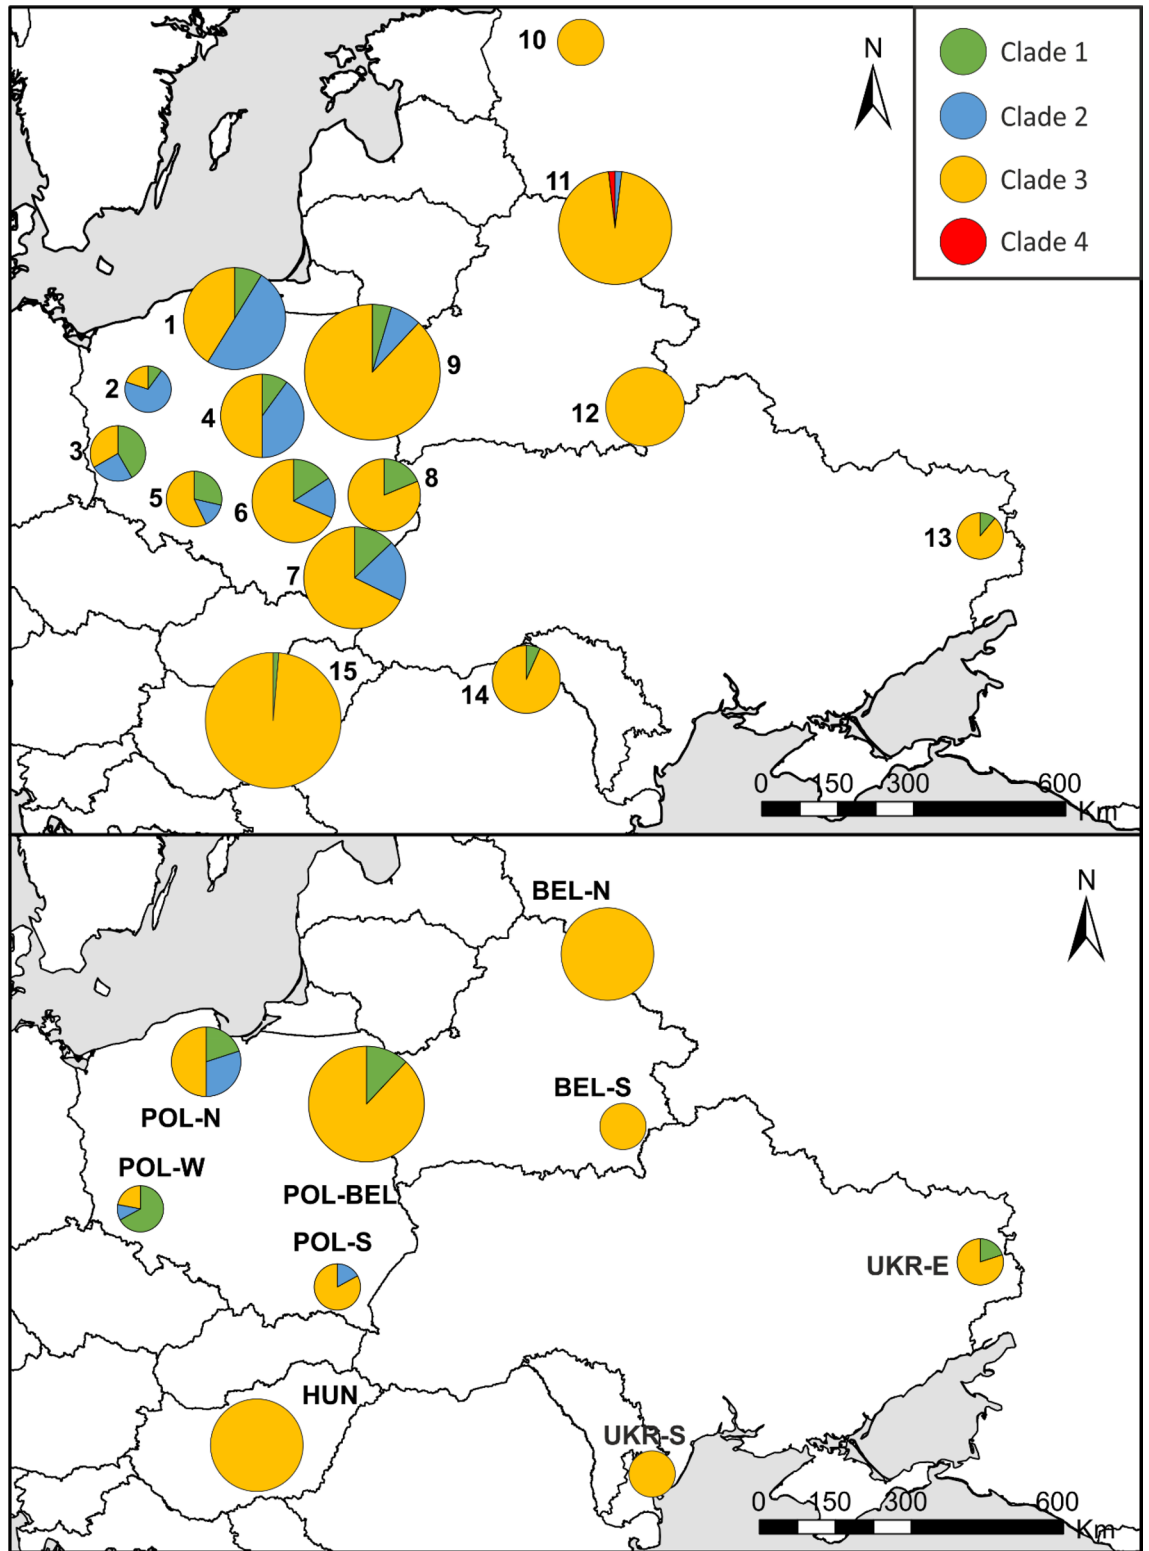 10
N
Clade 1
Clade 2
Clade 3
Clade 4
11
1
9
2
4
12
3
5
6
8
13
7
15
14
0 150 300 600
Km
BEL-N
N
BEL-S
POL-N
POL-W
POL-BEL
POL-S
UKR-E
HUN
UKR-S
0 150 300 600
Km